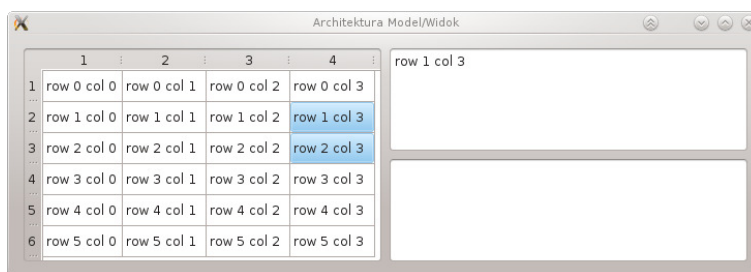 Architektura Model/Widok
1 2 3 4
1 row 0 col 0 row 0 col 1 row 0 col 2 row 0 col 3
2 row 1 col 0 row 1 col 1 row 1 col 2 row 1 col 3
3 row 2 col 0 row 2 col 1 row 2 col 2 row 2 col 3
4 row 3 col 0 row 3 col 1 row 3 col 2 row 3 col 3
5 row 4 col 0 row 4 col 1 row 4 col 2 row 4 col 3
6 row 5 col 0 row 5 col 1 row 5 col 2 row 5 col 3
row 1 col 3